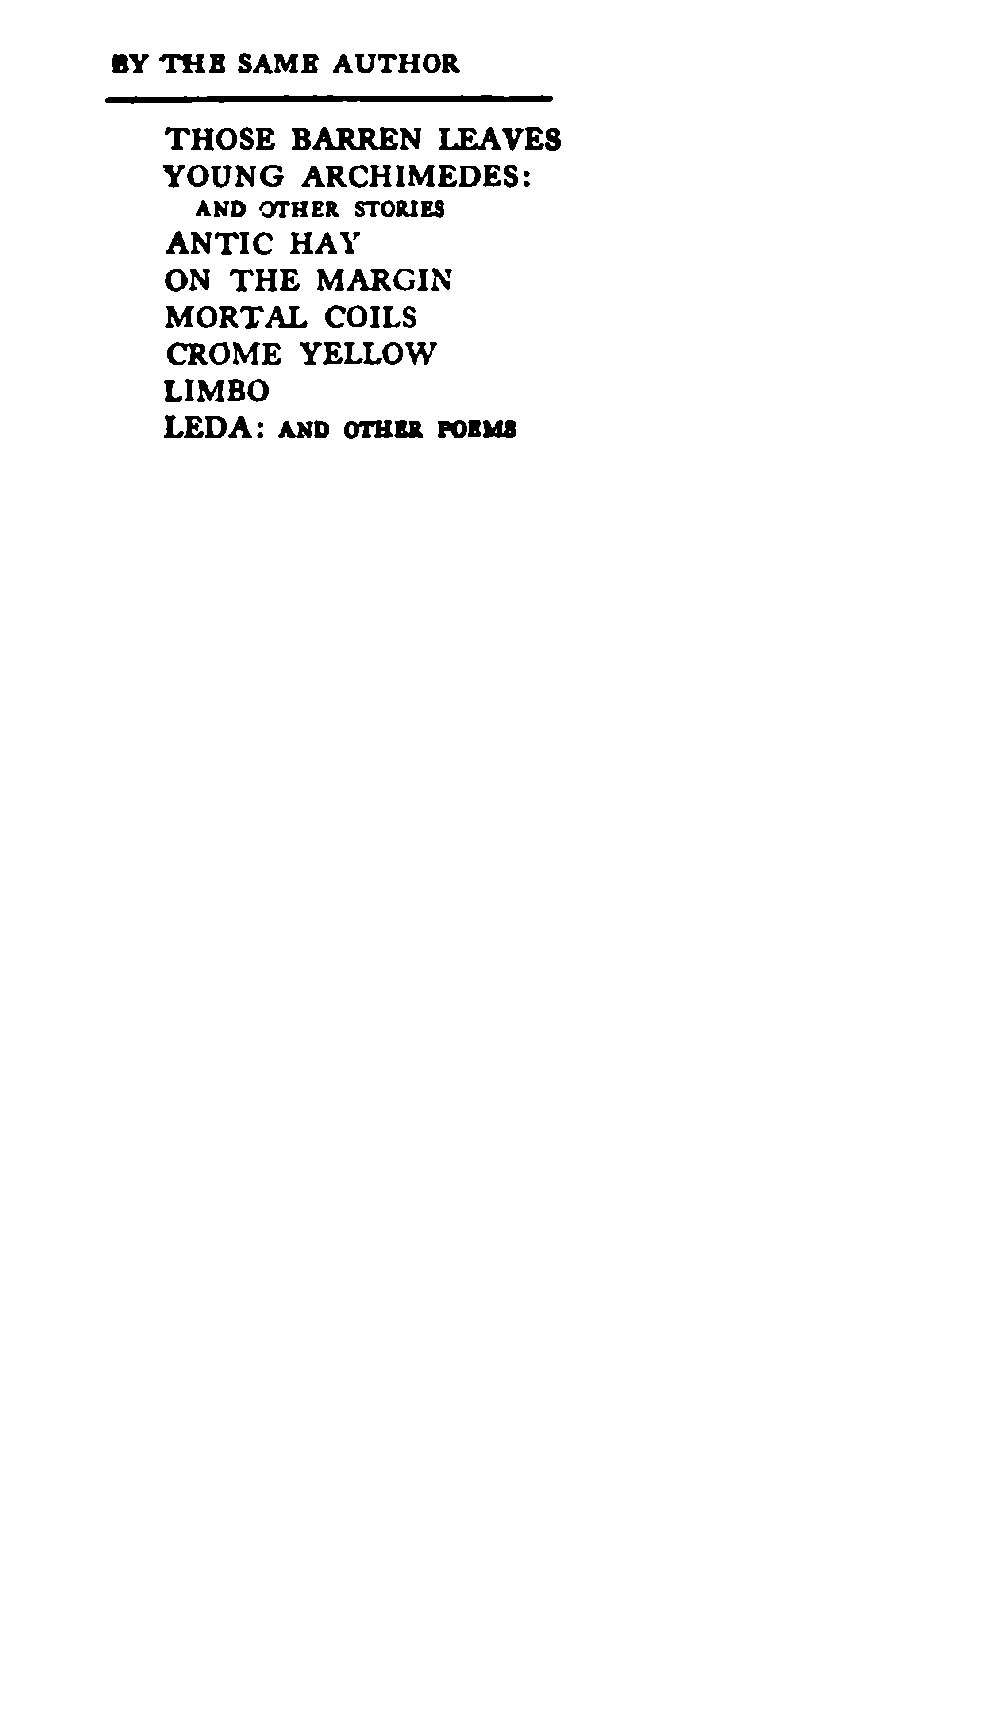 BY THE SAME AUTHOR
THOSE BARREN LEAVES
YOUNG ARCHIMEDES:
AND OTHER STORIES
ANTIC HAY
ON THE MARGIN
MORTAL COILS
CROME YELLOW
LIMBO
LEDA: AND OTHER POEMS